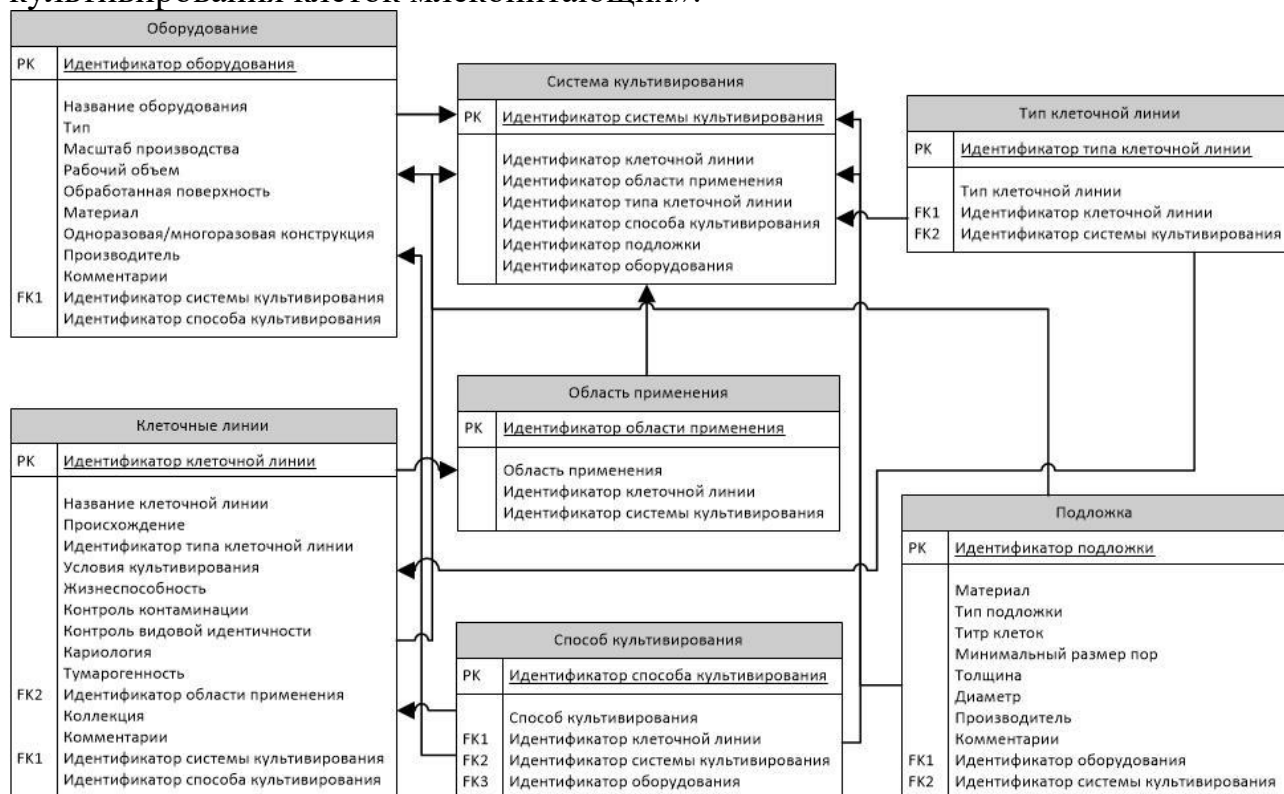 культивирования клеток млекопитающих».
Оборудование
PK Идентификатор оборудования
Название оборудования
Тип
Масштаб производства
Рабочий объем
Обработанная поверхность
Материал
Одноразовая/многоразовая конструкция
Производитель
Комментарии
FK1 Идентификатор системы культивирования
Идентификатор способа культивирования
Система культивирования
PK Идентификатор системы культивирования
Идентификатор клеточной линии
Идентификатор области применения
Идентификатор типа клеточной линии
Идентификатор способа культивирования
Идентификатор подложки
Идентификатор оборудования
Тип клеточной линии
PK Идентификатор типа клеточной линии
Тип клеточной линии
FK1 Идентификатор клеточной линии
FK2 Идентификатор системы культивирования
Область применения
PK Идентификатор области применения
Область применения
Идентификатор клеточной линии
Идентификатор системы культивирования
Клеточные линии
PK Идентификатор клеточной линии
Название клеточной линии
Происхождение
Идентификатор типа клеточной линии
Условия культивирования
Жизнеспособность
Контроль контаминации
Контроль видовой идентичности
Кариология
Тумарогенность
FK2 Идентификатор области применения
Коллекция
Комментарии
FK1 Идентификатор системы культивирования
Идентификатор способа культивирования
Способ культивирования
PK Идентификатор способа культивирования
Способ культивирования
FK1 Идентификатор клеточной линии
FK2 Идентификатор системы культивирования
FK3 Идентификатор оборудования
Подложка
PK Идентификатор подложки
Материал
Тип подложки
Титр клеток
Минимальный размер пор
Толщина
Диаметр
Производитель
Комментарии
FK1 Идентификатор оборудования
FK2 Идентификатор системы культивирования